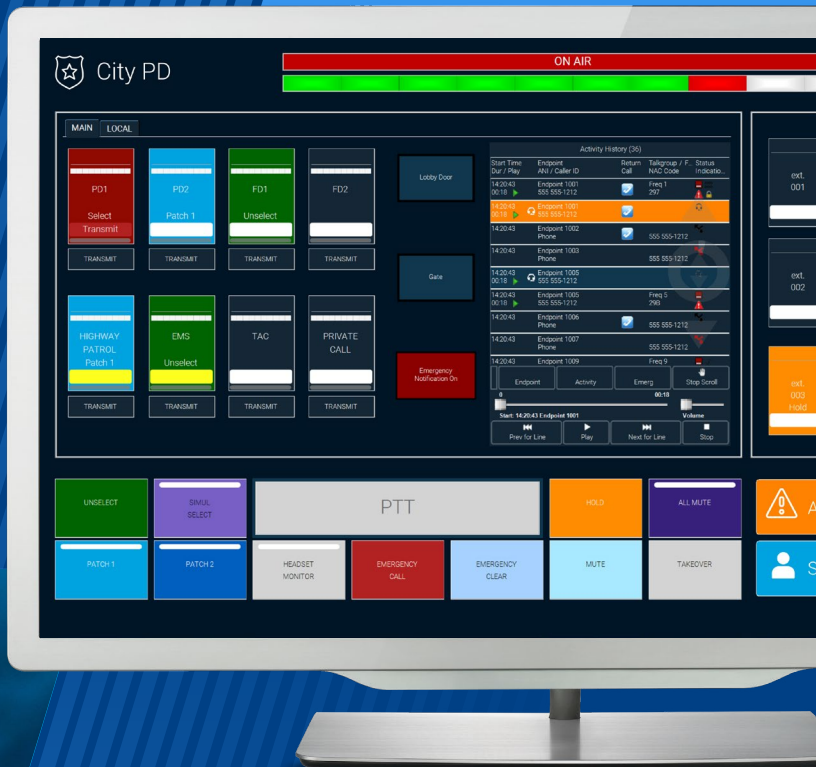 City PD
ON AIR
MAIN LOCAL
PD1
Select
Transmit
PD2
Patch 1
FD1
Unselect
FD2
TRANSMIT TRANSMIT TRANSMIT TRANSMIT
HIGHWAY
PATROL
Patch 1
EMS
Unselect
TAC
PRIVATE
CALL
TRANSMIT TRANSMIT TRANSMIT TRANSMIT
Lobby Door
Gate
Emergency
Notification On
Activity History (36)
Start Time Endpoint Return Talkgroup / F... Status
Dur / Play ANI / Caller ID Call NAC Code Indicatio...
14:20:43 Endpoint 1001 Freq 1
00:18 555 555-1212 297
14:20:43 Endpoint 1001
00:18 555 555-1212
14:20:43 Endpoint 1002
Phone 555 555-1212
14:20:43 Endpoint 1003
Phone 555 555-1212
14:20:43 Endpoint 1005
00:18 555 555-1212
14:20:43 Endpoint 1005 Freq 5
00:18 555 555-1212 298
14:20:43 Endpoint 1006
Phone 555 555-1212
14:20:43 Endpoint 1007
Phone 555 555-1212
14:20:43 Endpoint 1009 Freq 9
Endpoint Activity Emerg Stop Scroll
0 00:18
Start: 14:20:43 Endpoint 1001 Volume
Prev for Line Play Next for Line Stop
ext.
001
ext.
002
ext.
003
Hold
UNSELECT
SIMUL
SELECT
PTT
HOLD
ALL MUTE
A
PATCH 1
PATCH 2
HEADSET
MONITOR
EMERGENCY
CALL
EMERGENCY
CLEAR
MUTE
TAKEOVER
S